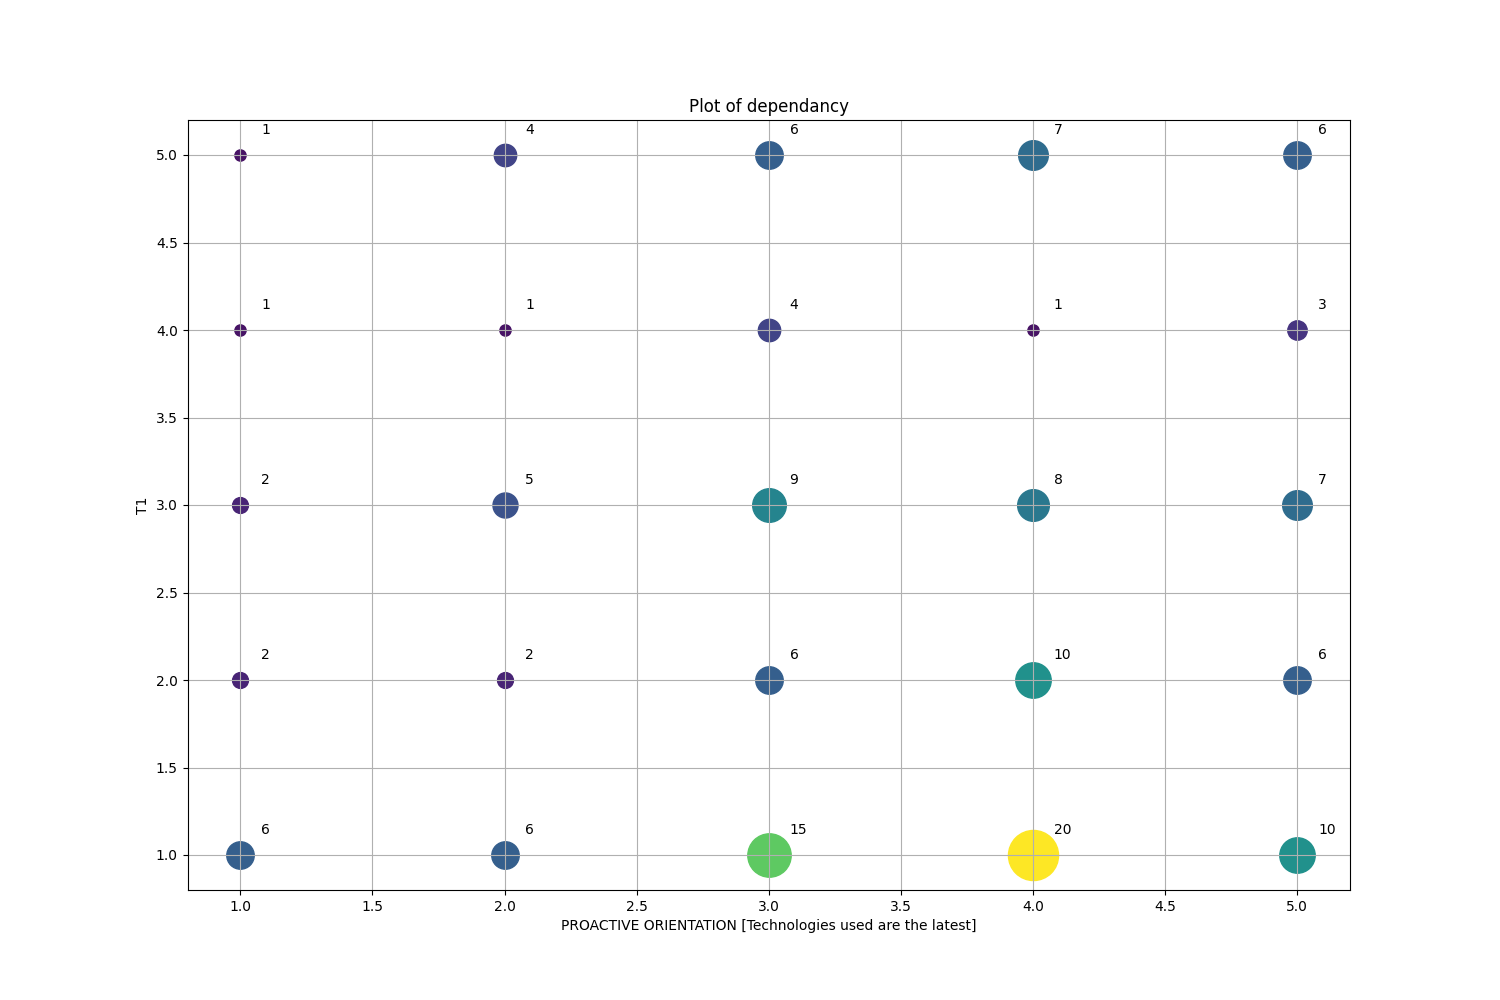 Plot of dependancy
1 4 6 7 6
5.0
4.5
1 1 4 1 3
4.0
3.5
2 5 9 8 7
3.0
T1
2.5
2 2 6 10 6
2.0
1.5
6 6 15 20 10
1.0
1.0 1.5 2.0 2.5 3.0 3.5 4.0 4.5 5.0
PROACTIVE ORIENTATION [Technologies used are the latest]